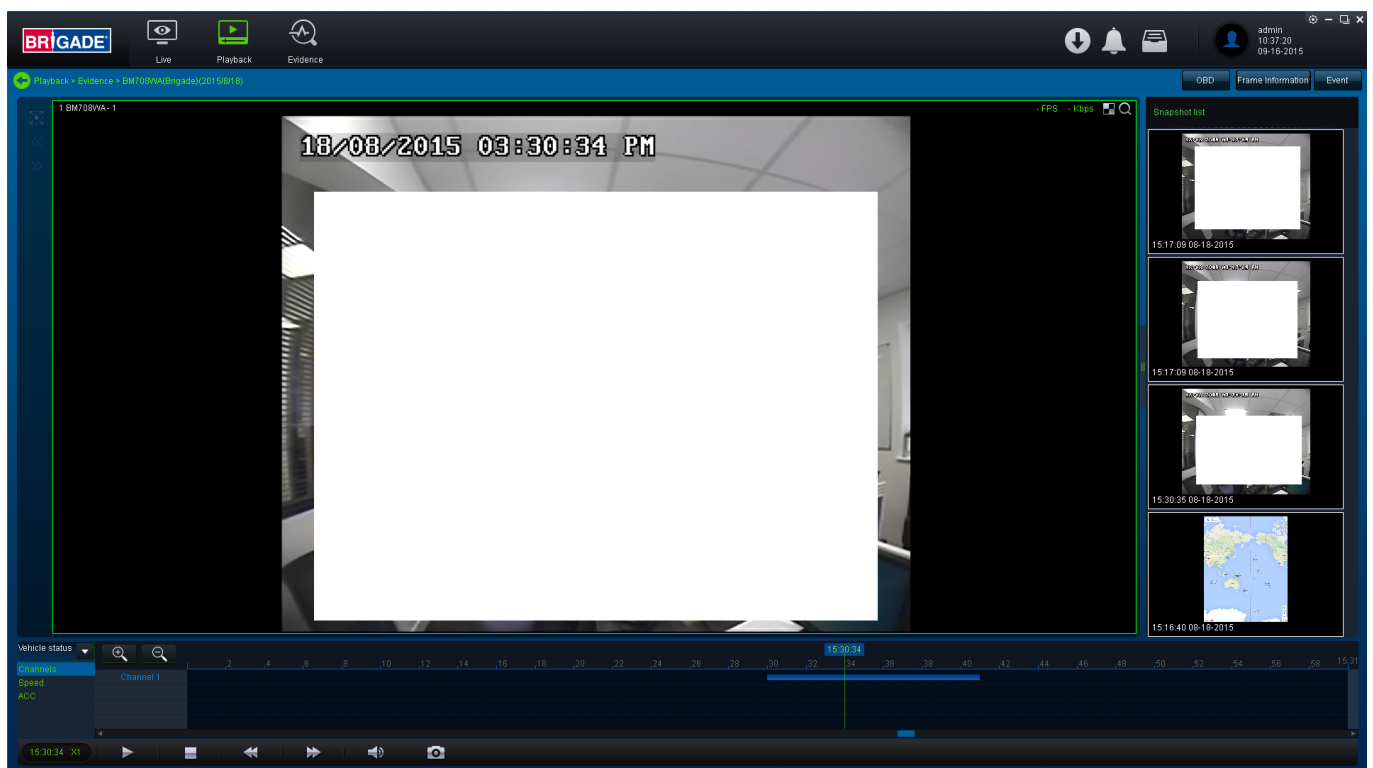 BRIGADE
Live
Playback
Evidence
admin
10:37:20
09-16-2015
Playback > Evidence > BM708WA(Brigade)(2015/8/18)
OBD
Frame Information
Event
1 BM708WA- 1
- FPS - Kbps
Snapshot list
18/08/2015 03:30:34 PM
15:17:09 08-18-2015
15:17:09 08-18-2015
15:30:35 08-18-2015
15:16:40 08-18-2015
Vehicle status
15:30:34
,2 ,4 ,6 ,8 ,10 ,12 ,14 ,16 ,18 ,20 ,22 ,24 ,26 ,28 ,30 ,32 ,34 ,36 ,38 ,40 ,42 ,44 ,46 ,48 ,50 ,52 ,54 ,56 ,58 15:31
Channels
Channel 1
Speed
ACC
15:30:34 X1